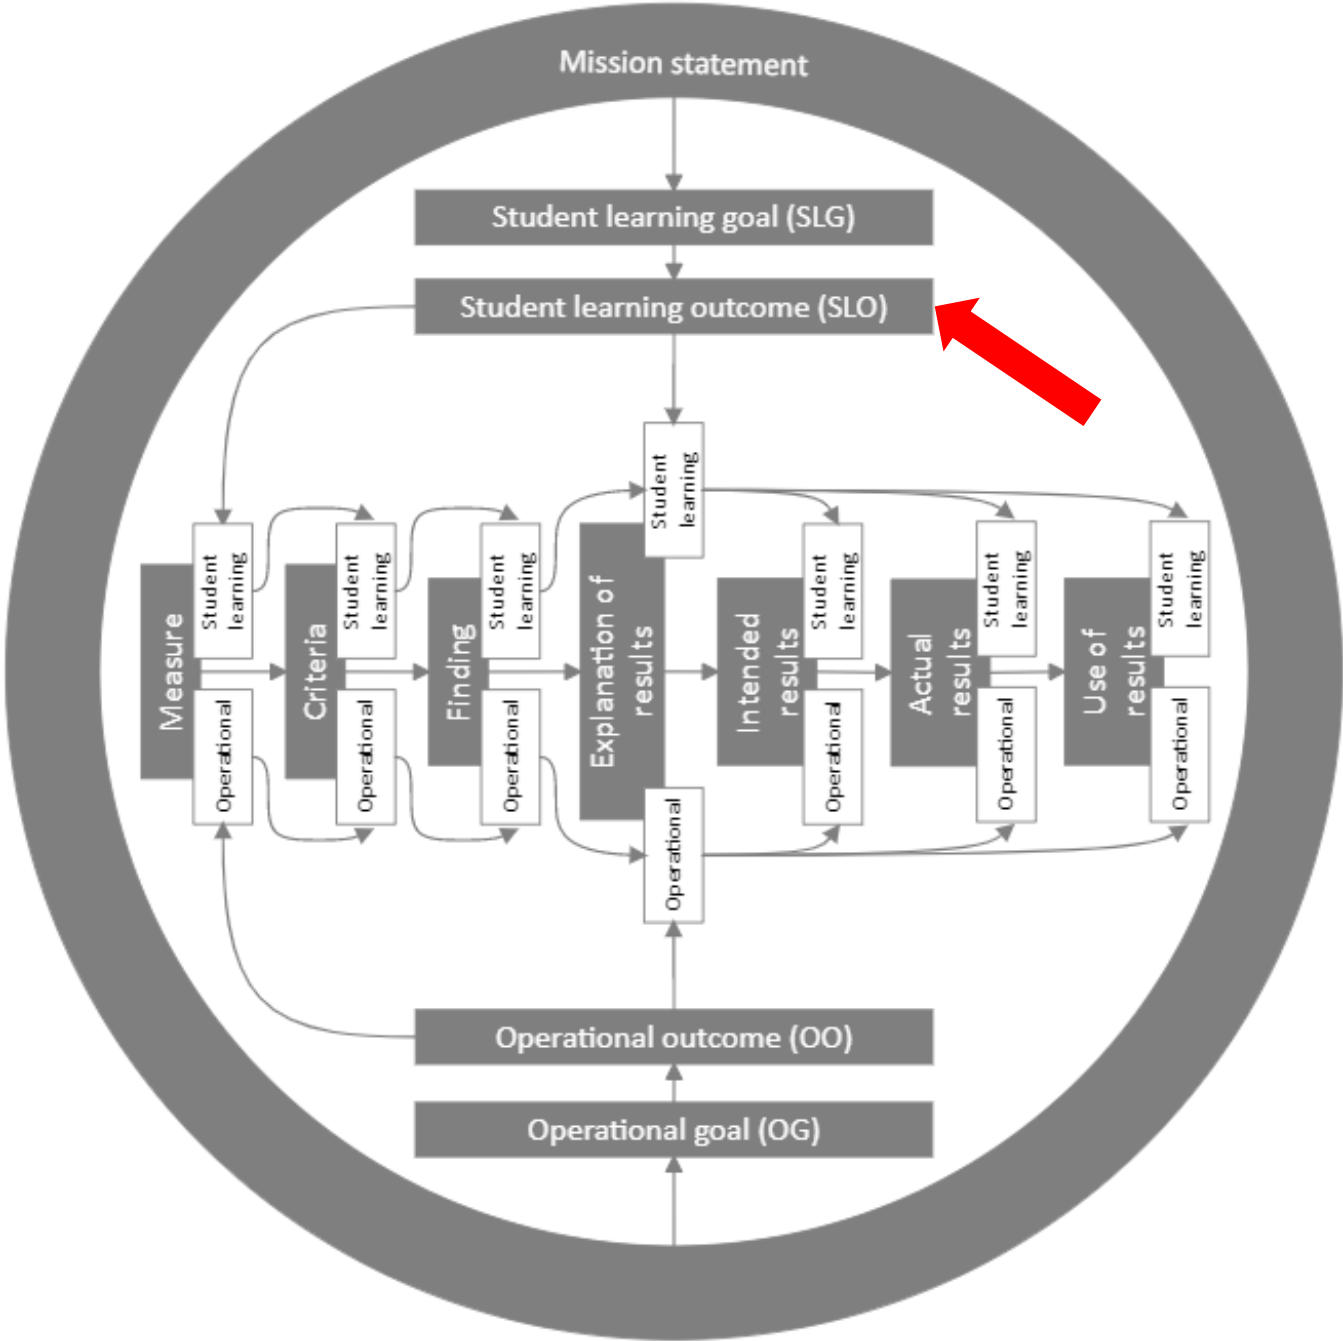 Mission statement
Student learning goal (SLG)
Student learning outcome (SLO)
Student
learning
Student
learning
Student
learning
Student
learning
Student
learning
Student
learning
Student
learning
Measure
Criteria
Finding
Explanation of
results
Intended
results
Actual
results
Use of
results
Operational
Operational
Operational
Operational
Operational
Operational
Operational
Operational outcome (OO)
Operational goal (OG)